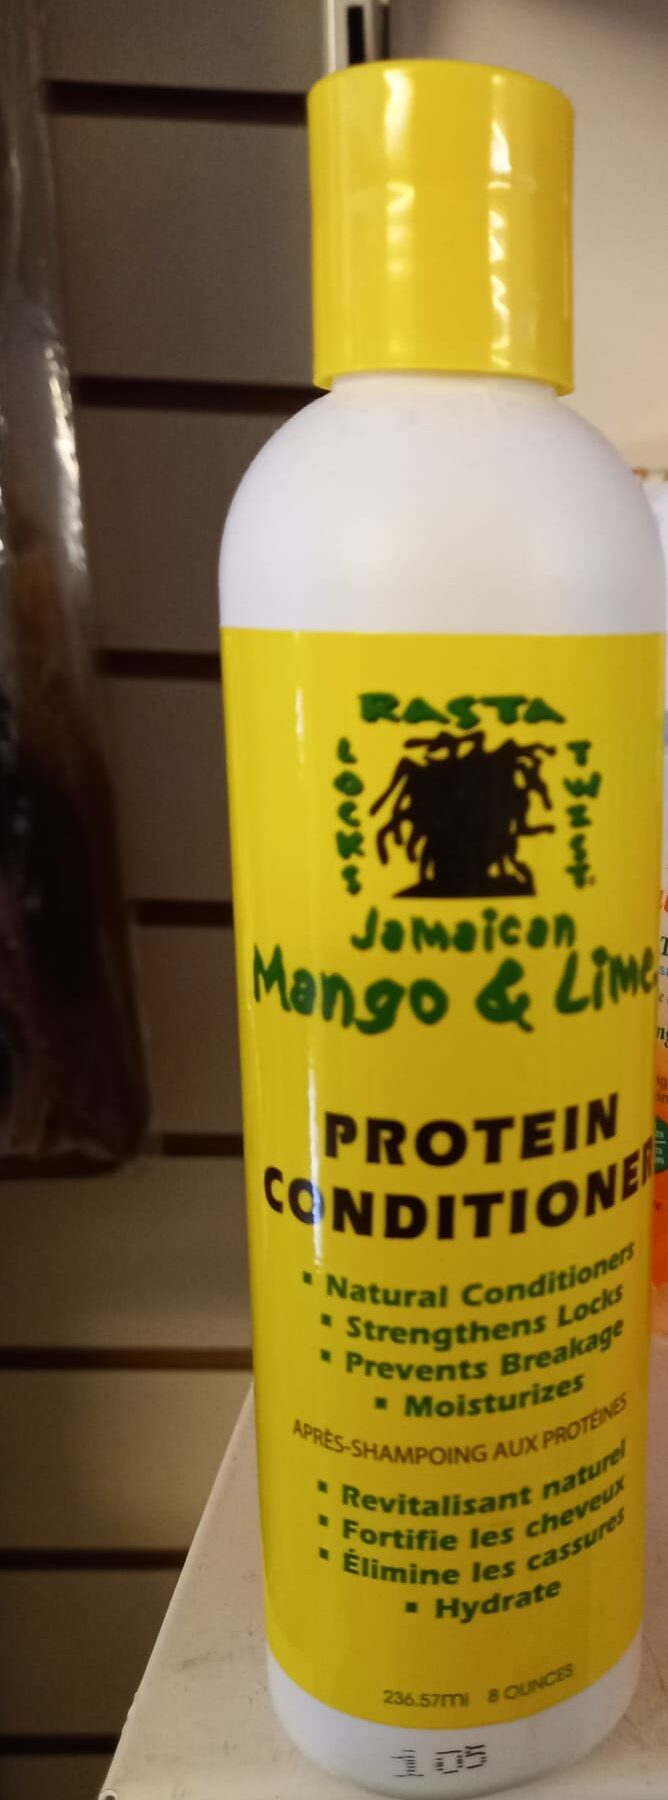 RASTA
LOCKS
TWIST
Jamaican
Mango & Lime
PROTEIN
CONDITIONER
▪ Natural Conditioners
▪ Strengthens Locks
▪ Prevents Breakage
▪ Moisturizes
APRÈS-SHAMPOING AUX PROTÉINES
▪ Revitalisant naturel
▪ Fortifie les cheveux
▪ Élimine les cassures
▪ Hydrate
236.57ml 8 OUNCES
105